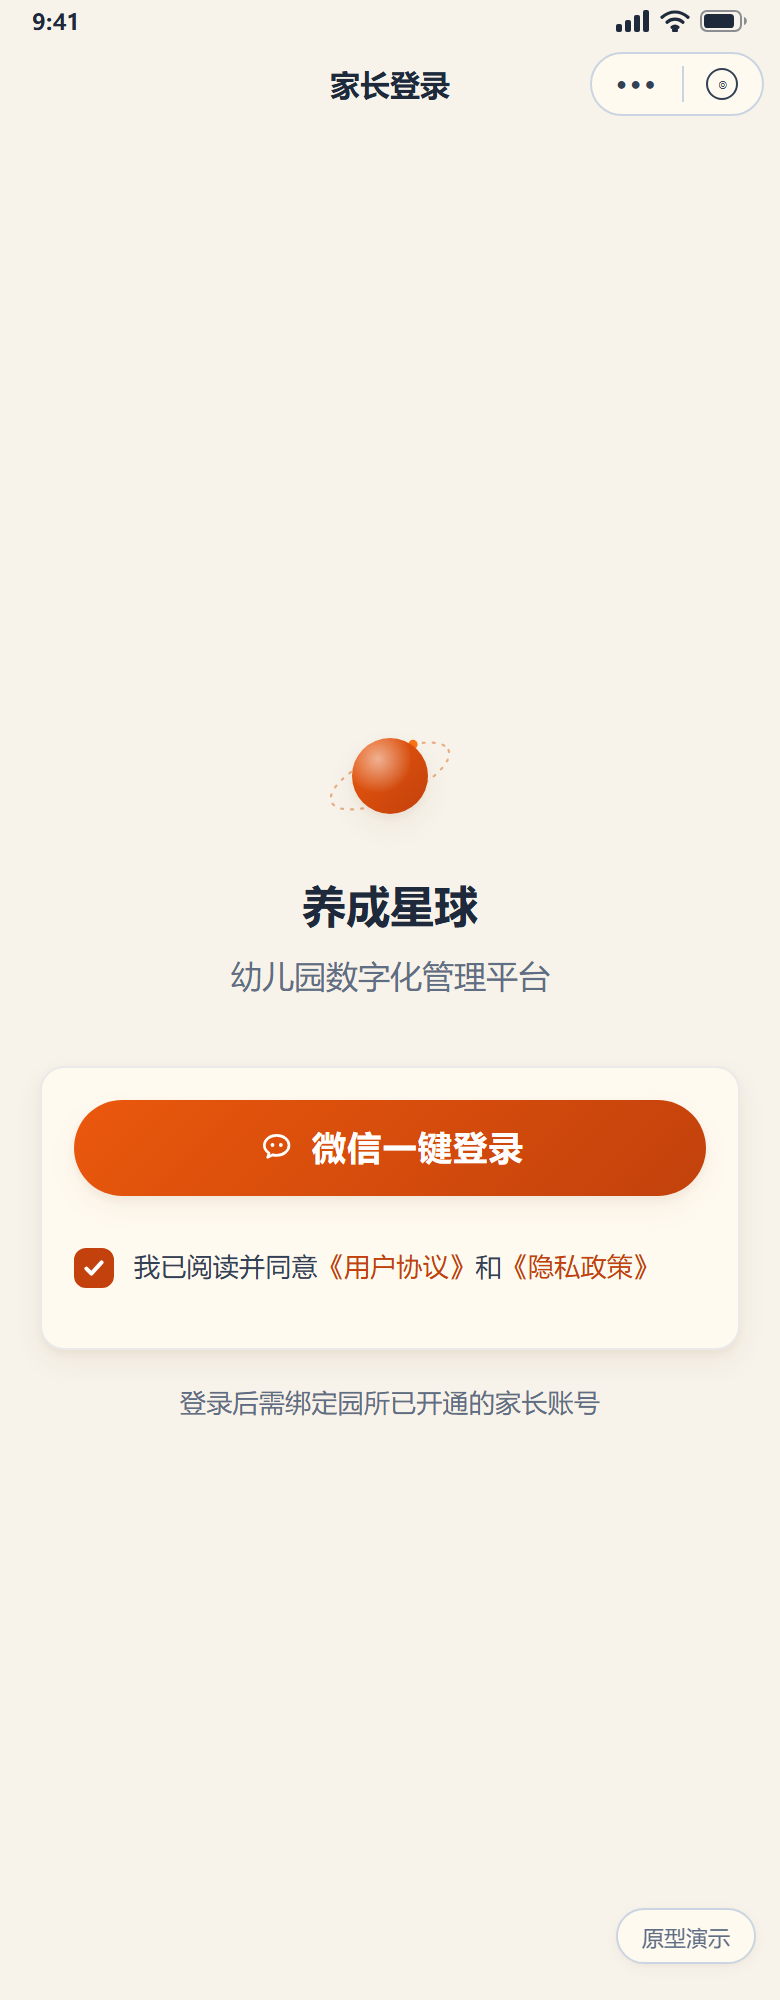 9:41
家长登录
养成星球
幼儿园数字化管理平台
微信一键登录
我已阅读并同意《用户协议》和《隐私政策》
登录后需绑定园所已开通的家长账号
原型演示